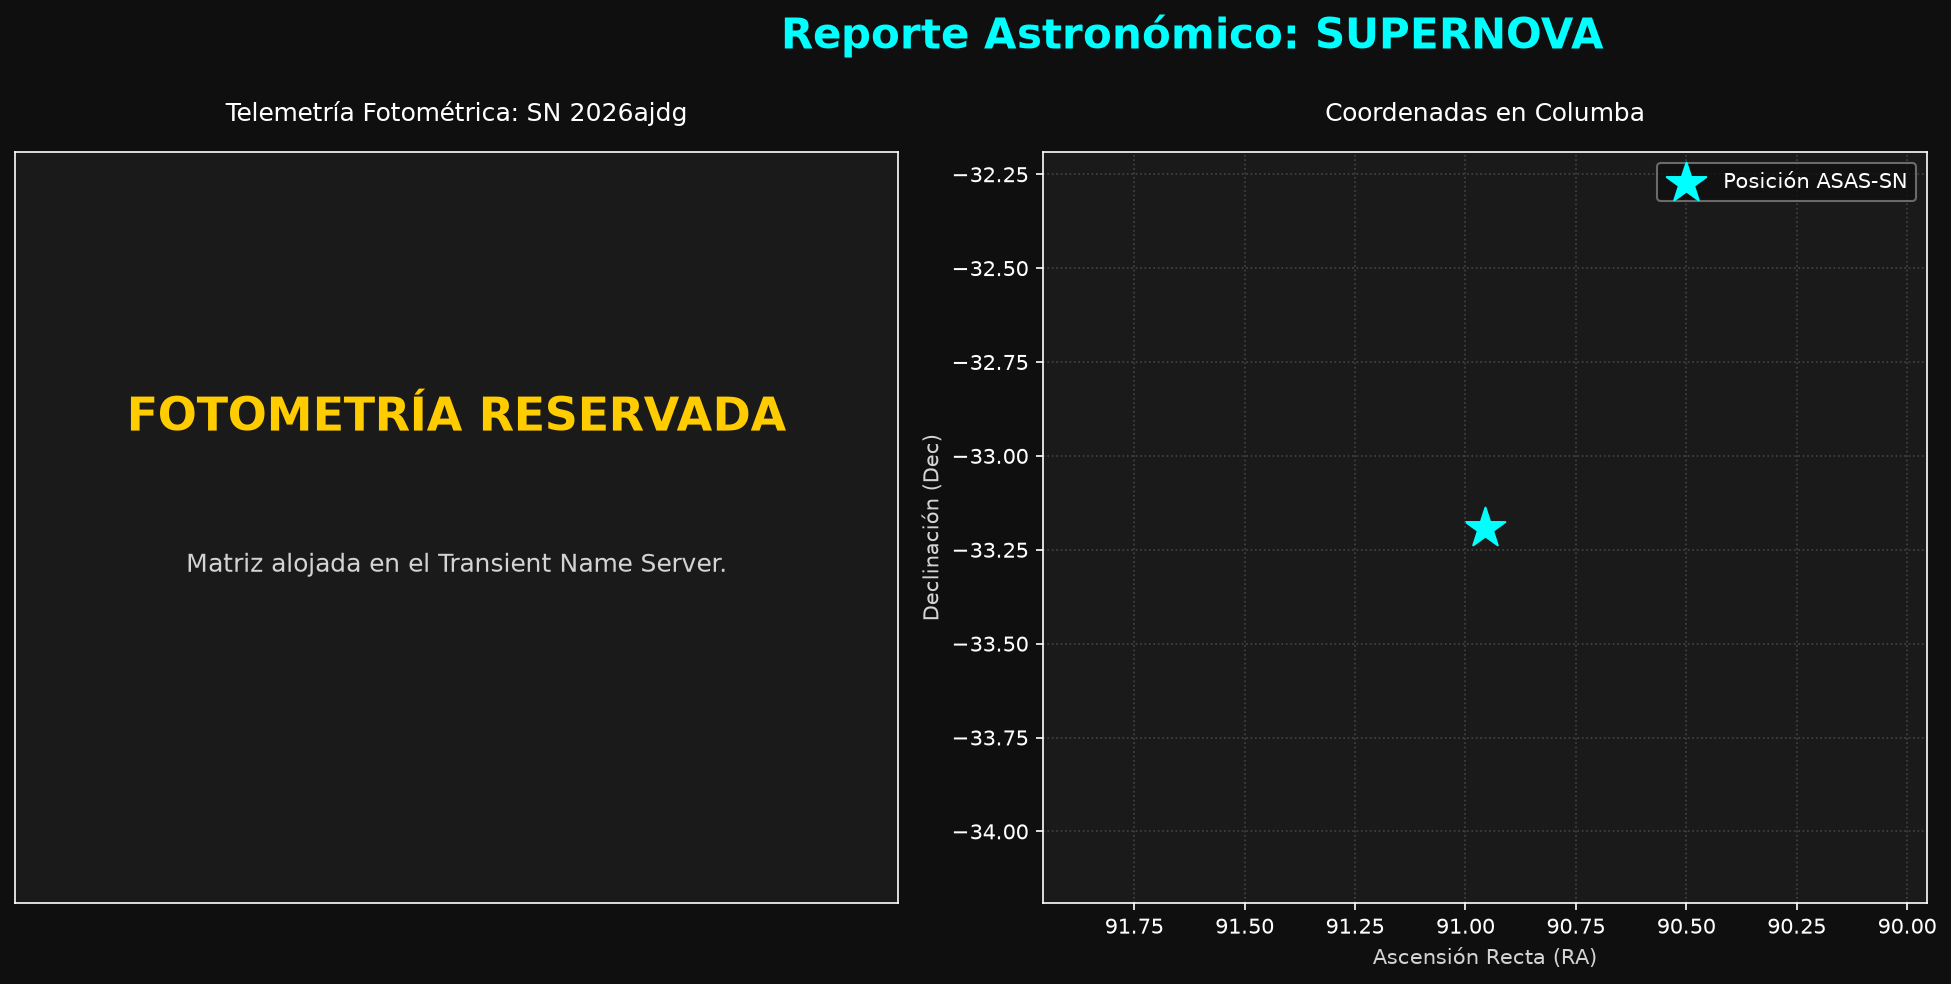 Reporte Astronómico: SUPERNOVA
Telemetría Fotométrica: SN 2026ajdg
FOTOMETRÍA RESERVADA
Matriz alojada en el Transient Name Server.
Coordenadas en Columba
Posición ASAS-SN
Declinación (Dec)
−32.25
−32.50
−32.75
−33.00
−33.25
−33.50
−33.75
−34.00
91.75 91.50 91.25 91.00 90.75 90.50 90.25 90.00
Ascensión Recta (RA)